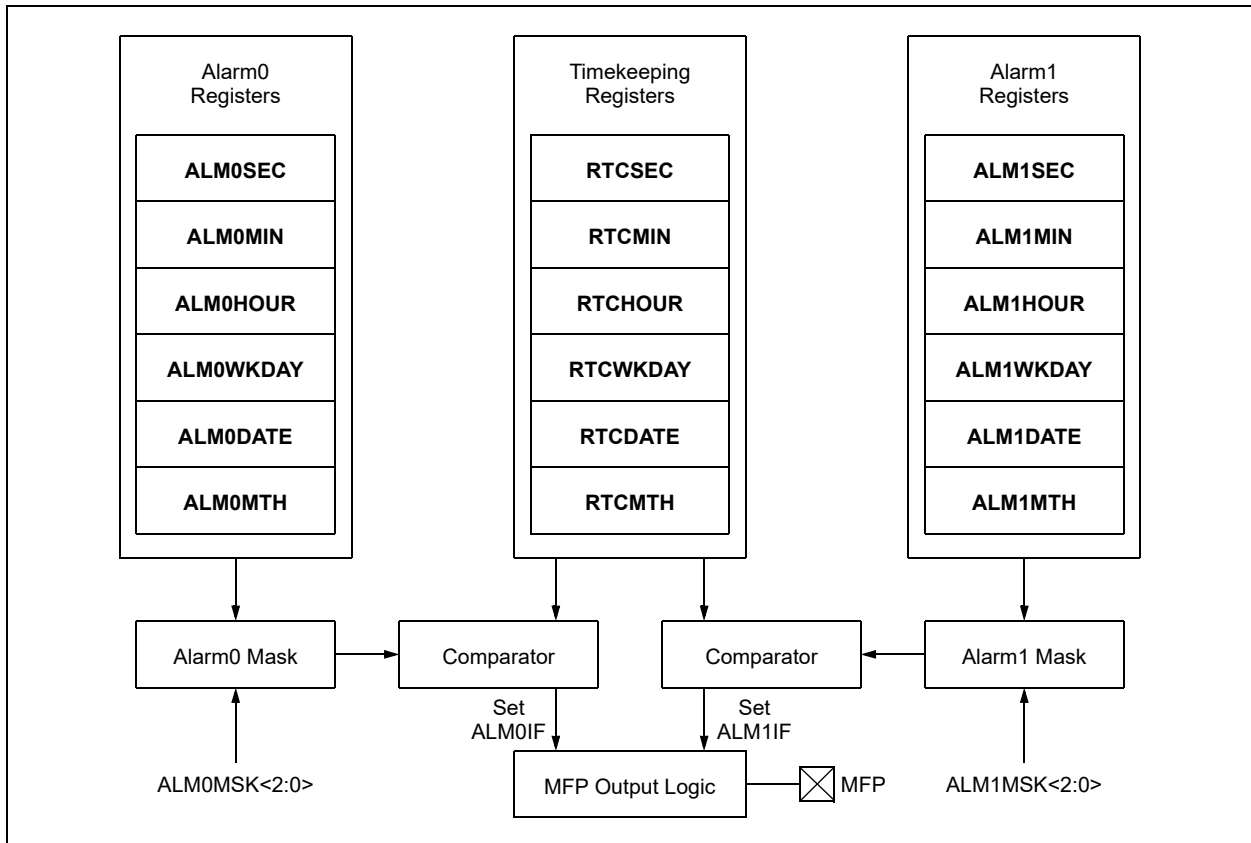 Alarm0
Registers
ALM0SEC
ALM0MIN
ALM0HOUR
ALM0WKDAY
ALM0DATE
ALM0MTH
Timekeeping
Registers
RTCSEC
RTCMIN
RTCHOUR
RTCWKDAY
RTCDATE
RTCMTH
Alarm1
Registers
ALM1SEC
ALM1MIN
ALM1HOUR
ALM1WKDAY
ALM1DATE
ALM1MTH
Alarm0 Mask
Comparator
Comparator
Alarm1 Mask
Set
ALM0IF
Set
ALM1IF
ALM0MSK<2:0>
MFP Output Logic
MFP
ALM1MSK<2:0>